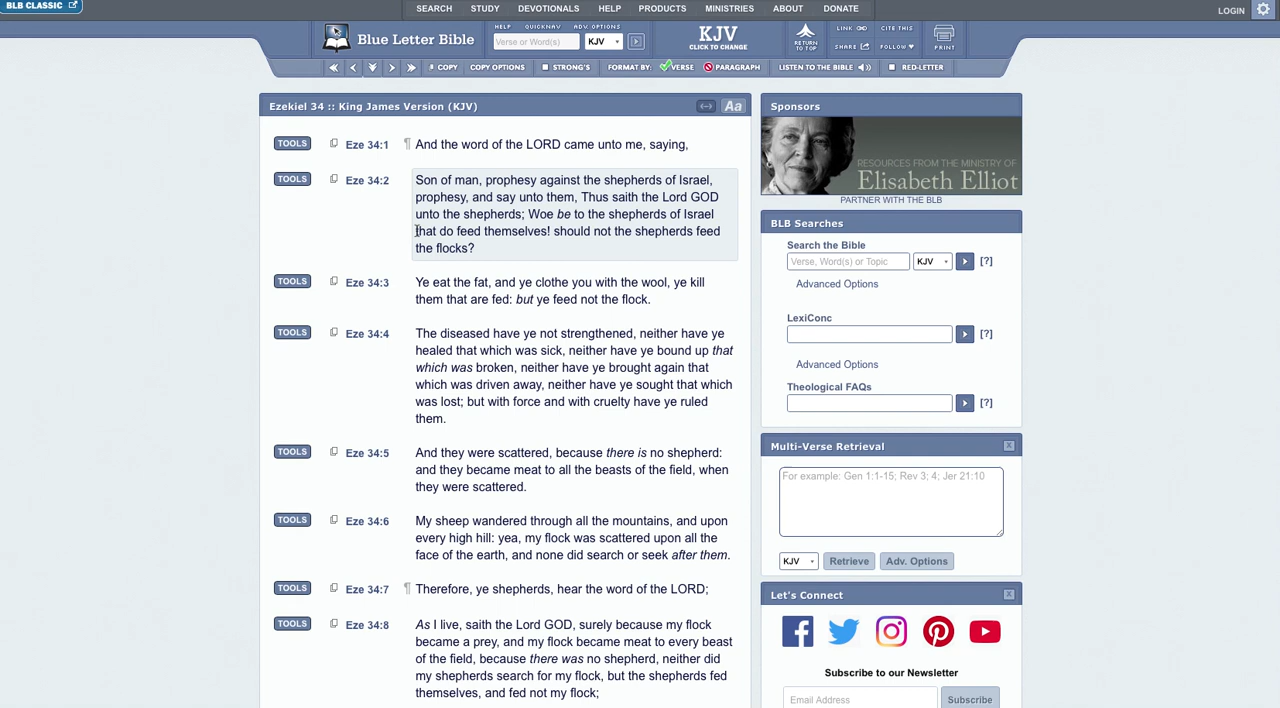 BLB CLASSIC
SEARCH STUDY DEVOTIONALS HELP PRODUCTS MINISTRIES ABOUT DONATE
LOGIN
Blue Letter Bible
HELP QUICKNAV ADV. OPTIONS
Verse or Word(s) KJV
KJV
CLICK TO CHANGE
RETURN TO TOP
LINK CITE THIS
SHARE FOLLOW
PRINT
COPY COPY OPTIONS STRONG'S FORMAT BY: VERSE PARAGRAPH LISTEN TO THE BIBLE RED-LETTER
Ezekiel 34 :: King James Version (KJV)
Aa
TOOLS Eze 34:1 ¶ And the word of the LORD came unto me, saying,
TOOLS Eze 34:2 Son of man, prophesy against the shepherds of Israel,
prophesy, and say unto them, Thus saith the Lord GOD
unto the shepherds; Woe be to the shepherds of Israel
that do feed themselves! should not the shepherds feed
the flocks?
TOOLS Eze 34:3 Ye eat the fat, and ye clothe you with the wool, ye kill
them that are fed: but ye feed not the flock.
TOOLS Eze 34:4 The diseased have ye not strengthened, neither have ye
healed that which was sick, neither have ye bound up that
which was broken, neither have ye brought again that
which was driven away, neither have ye sought that which
was lost; but with force and with cruelty have ye ruled
them.
TOOLS Eze 34:5 And they were scattered, because there is no shepherd:
and they became meat to all the beasts of the field, when
they were scattered.
TOOLS Eze 34:6 My sheep wandered through all the mountains, and upon
every high hill: yea, my flock was scattered upon all the
face of the earth, and none did search or seek after them.
TOOLS Eze 34:7 ¶ Therefore, ye shepherds, hear the word of the LORD;
TOOLS Eze 34:8 As I live, saith the Lord GOD, surely because my flock
became a prey, and my flock became meat to every beast
of the field, because there was no shepherd, neither did
my shepherds search for my flock, but the shepherds fed
themselves, and fed not my flock;
Sponsors
RESOURCES FROM THE MINISTRY OF
Elisabeth Elliot
PARTNER WITH THE BLB
BLB Searches
Search the Bible
Verse, Word(s) or Topic KJV [?]
Advanced Options
LexiConc
[?]
Advanced Options
Theological FAQs
[?]
Multi-Verse Retrieval X
For example: Gen 1:1-15; Rev 3; 4; Jer 21:10
KJV Retrieve Adv. Options
Let's Connect X
Subscribe to our Newsletter
Email Address Subscribe